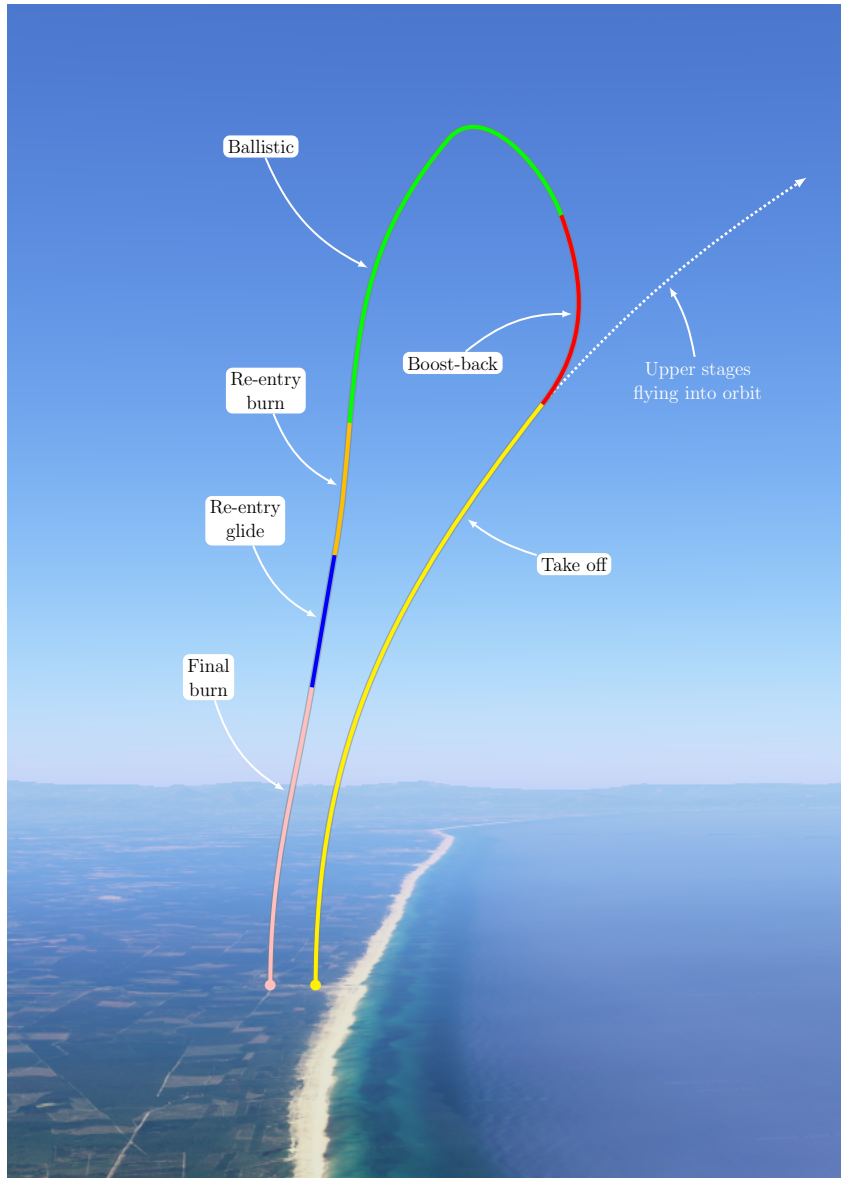 Ballistic
Boost-back
Upper stages
flying into orbit
Re-entry
burn
Re-entry
glide
Take off
Final
burn